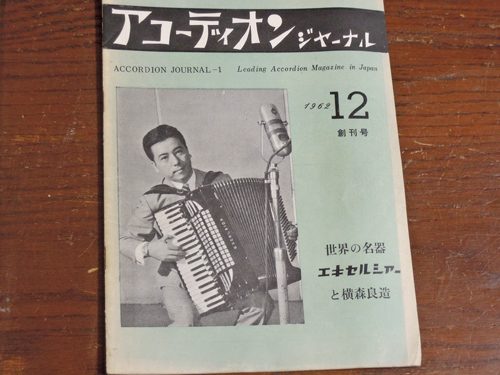 アコーディオンジャーナル
ACCORDION JOURNAL-1 Leading Accordion Magazine in Japan
1962 12
創刊号
世界の名器
エキセルシァー
と横森良造